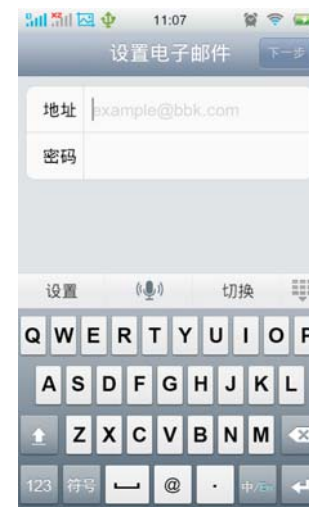 11:07
设置电子邮件 下一步
地址 example@bbk.com
密码
设置 切换
Q W E R T Y U I O P
A S D F G H J K L
Z X C V B N M
123 符号 @ . 中/En